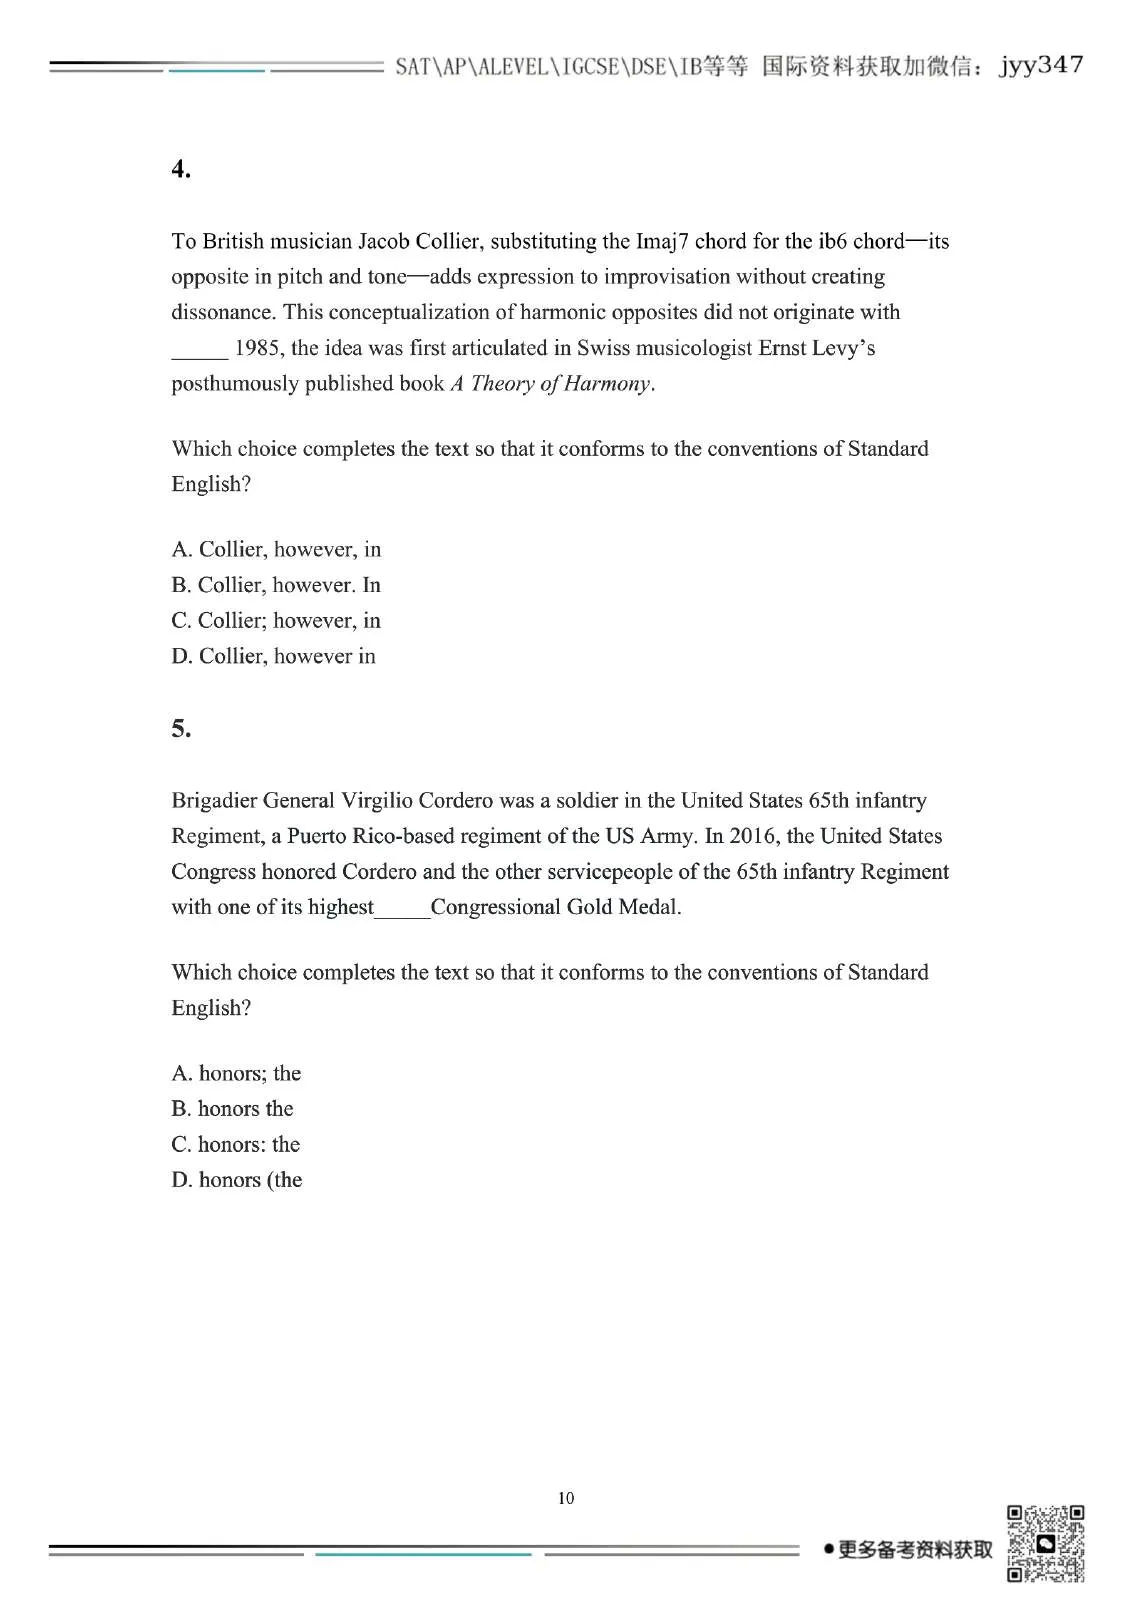 SAT\AP\ALEVEL\IGCSE\DSE\IB等等 国际资料获取加微信: jyy347
4.
To British musician Jacob Collier, substituting the Imaj7 chord for the ib6 chord—its
opposite in pitch and tone—adds expression to improvisation without creating
dissonance. This conceptualization of harmonic opposites did not originate with
_____ 1985, the idea was first articulated in Swiss musicologist Ernst Levy’s
posthumously published book A Theory of Harmony.
Which choice completes the text so that it conforms to the conventions of Standard
English?
A. Collier, however, in
B. Collier, however. In
C. Collier; however, in
D. Collier, however in
5.
Brigadier General Virgilio Cordero was a soldier in the United States 65th infantry
Regiment, a Puerto Rico-based regiment of the US Army. In 2016, the United States
Congress honored Cordero and the other servicepeople of the 65th infantry Regiment
with one of its highest_____Congressional Gold Medal.
Which choice completes the text so that it conforms to the conventions of Standard
English?
A. honors; the
B. honors the
C. honors: the
D. honors (the
10
●更多备考资料获取